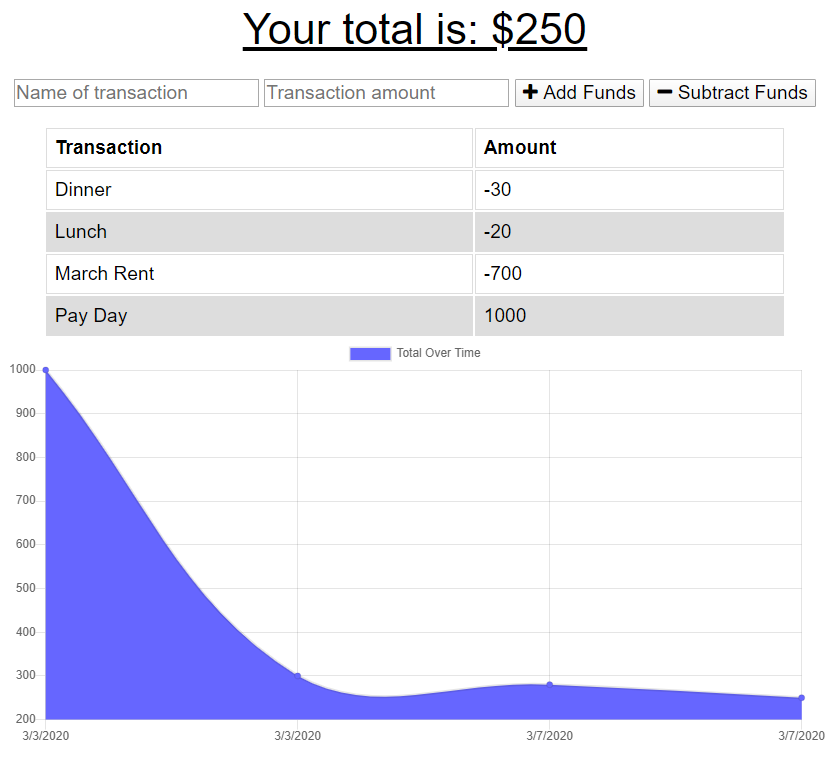 Your total is: $250
Name of transaction Transaction amount Add Funds Subtract Funds
Transaction Amount
Dinner -30
Lunch -20
March Rent -700
Pay Day 1000
Total Over Time
1000
900
800
700
600
500
400
300
200
3/3/2020 3/3/2020 3/7/2020 3/7/2020